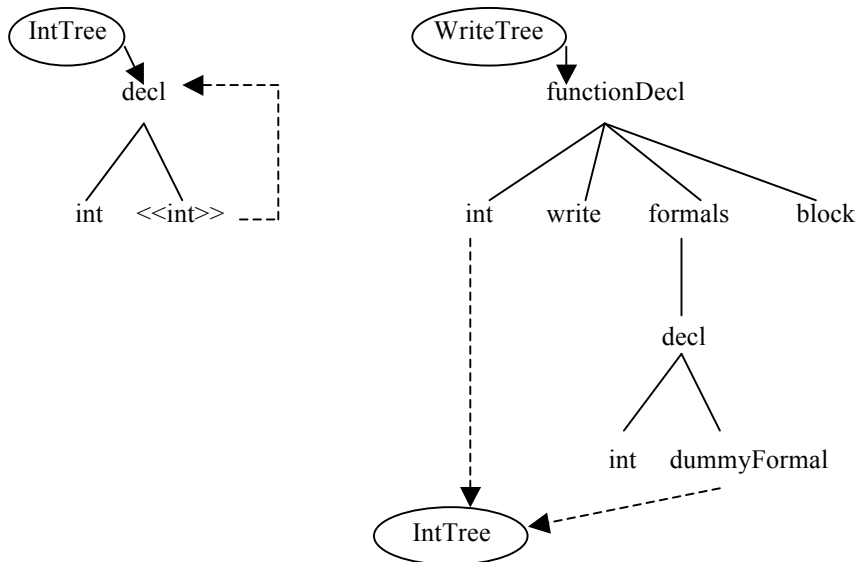 IntTree
WriteTree
decl
functionDecl
int <<int>>
int write formals block
decl
int dummyFormal
IntTree